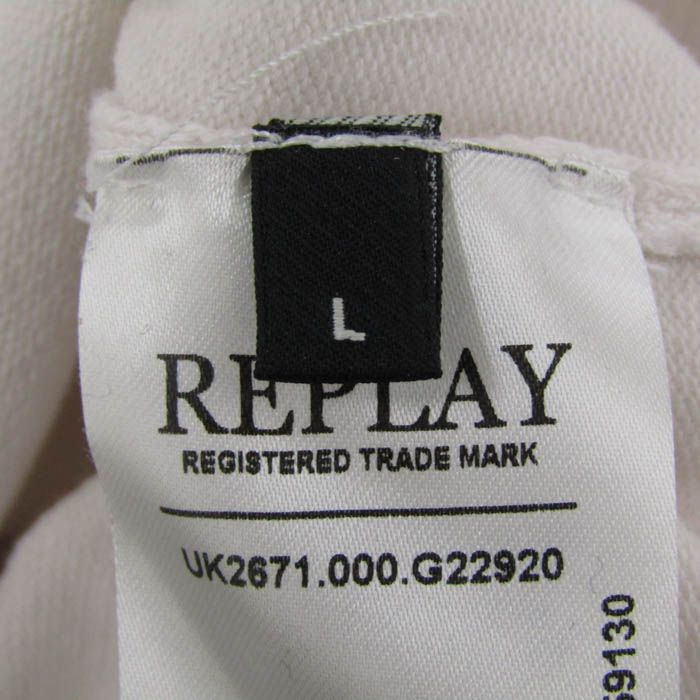 L
REPLAY
REGISTERED TRADE MARK
UK2671.000.G22920